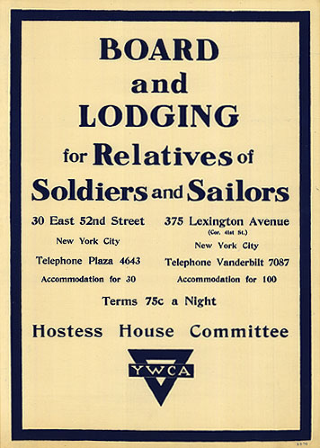 BOARD
and
LODGING
for Relatives of
Soldiers and Sailors
30 East 52nd Street
New York City
Telephone Plaza 4643
Accommodation for 30
375 Lexington Avenue
(Cor. 41st St.)
New York City
Telephone Vanderbilt 7087
Accommodation for 100
Terms 75c a Night
Hostess House Committee
YWCA